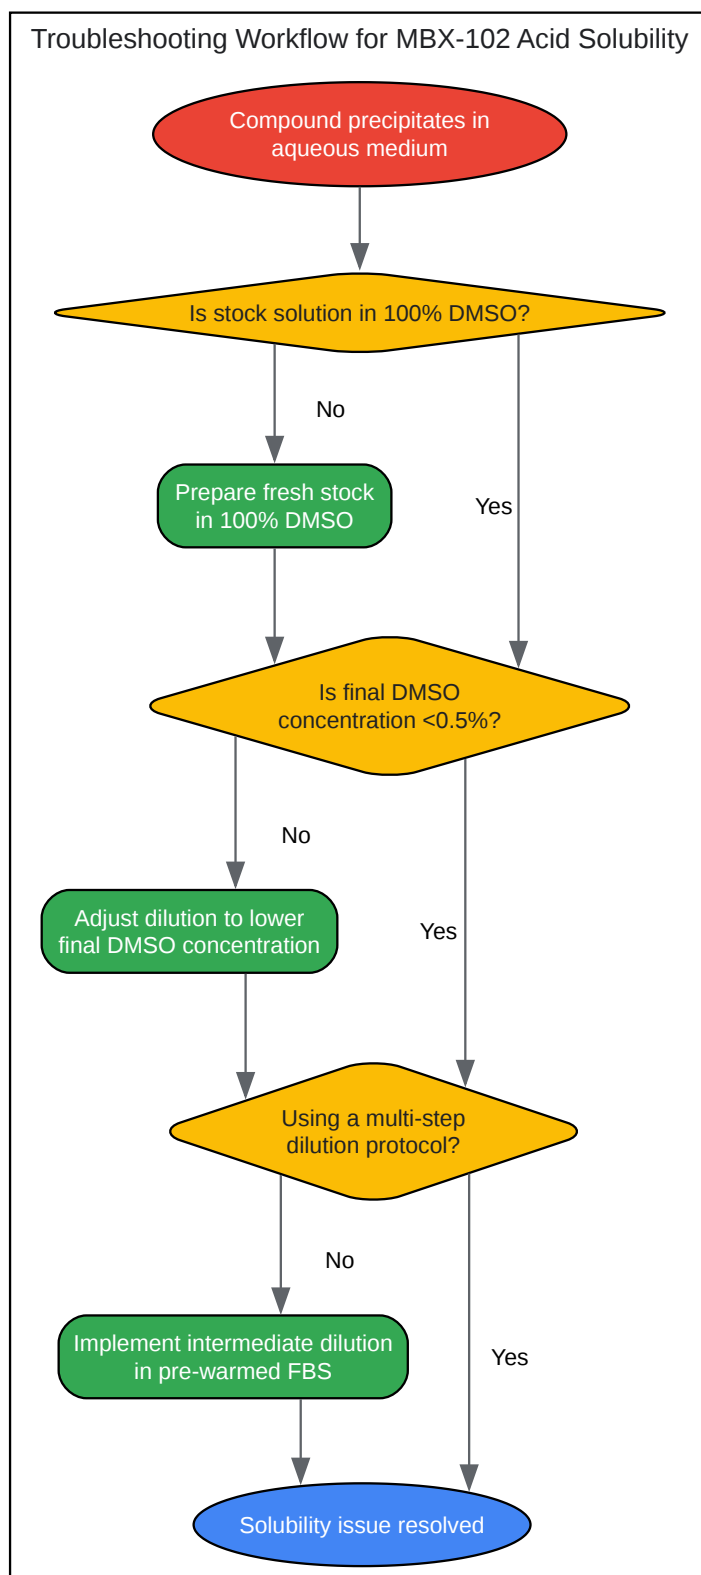 Troubleshooting Workflow for MBX-102 Acid Solubility
Compound precipitates in
aqueous medium
Is stock solution in 100% DMSO?
No
Prepare fresh stock
in 100% DMSO
Yes
Is final DMSO
concentration <0.5%?
No
Adjust dilution to lower
final DMSO concentration
Yes
Using a multi-step
dilution protocol?
No
Implement intermediate dilution
in pre-warmed FBS
Yes
Solubility issue resolved